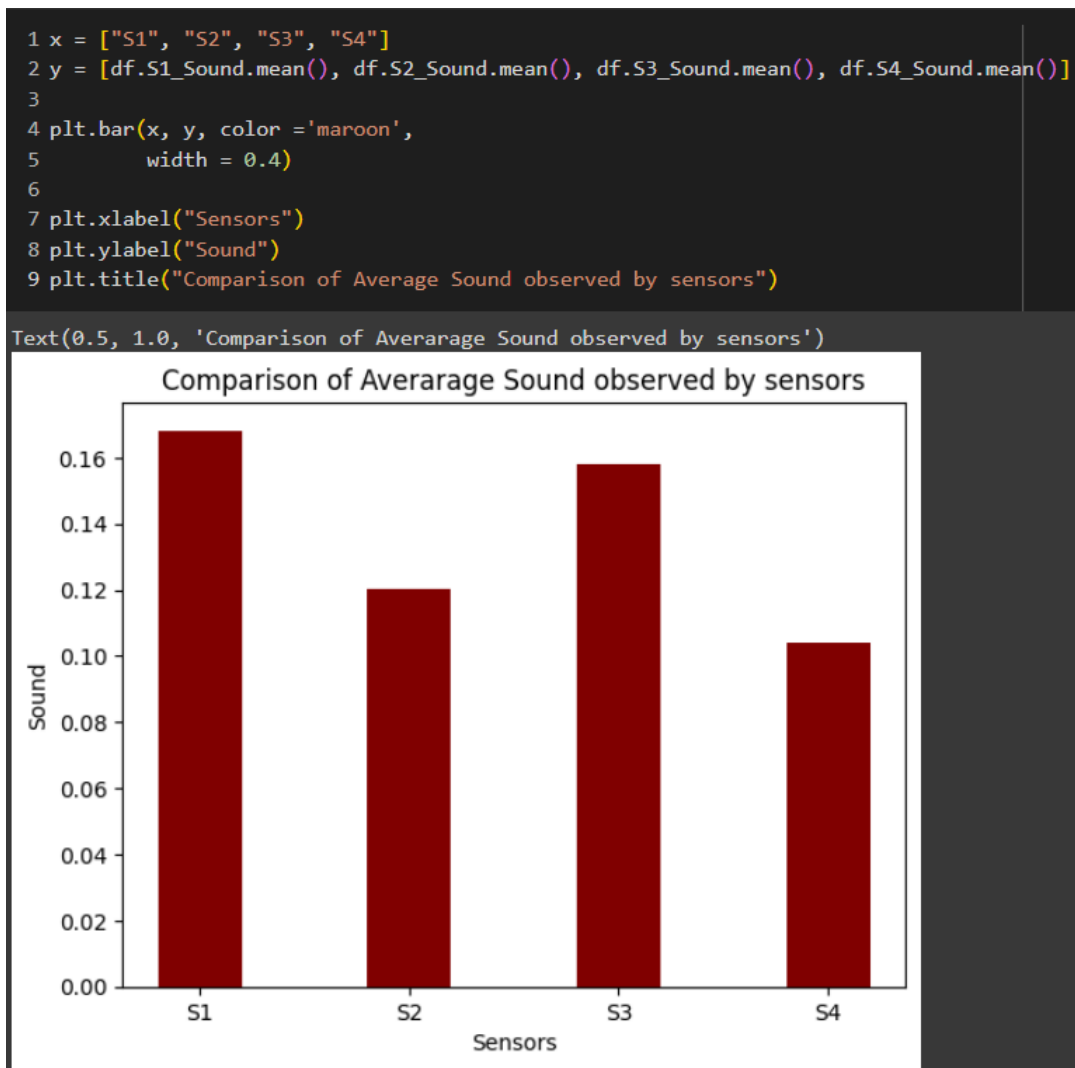 1 x = ["S1", "S2", "S3", "S4"]
2 y = [df.S1_Sound.mean(), df.S2_Sound.mean(), df.S3_Sound.mean(), df.S4_Sound.mean()]
3
4 plt.bar(x, y, color ='maroon',
5         width = 0.4)
6
7 plt.xlabel("Sensors")
8 plt.ylabel("Sound")
9 plt.title("Comparison of Average Sound observed by sensors")
Text(0.5, 1.0, 'Comparison of Averarage Sound observed by sensors')
Comparison of Averarage Sound observed by sensors
0.16
0.14
0.12
0.10
0.08
0.06
0.04
0.02
0.00
Sound
S1 S2 S3 S4
Sensors